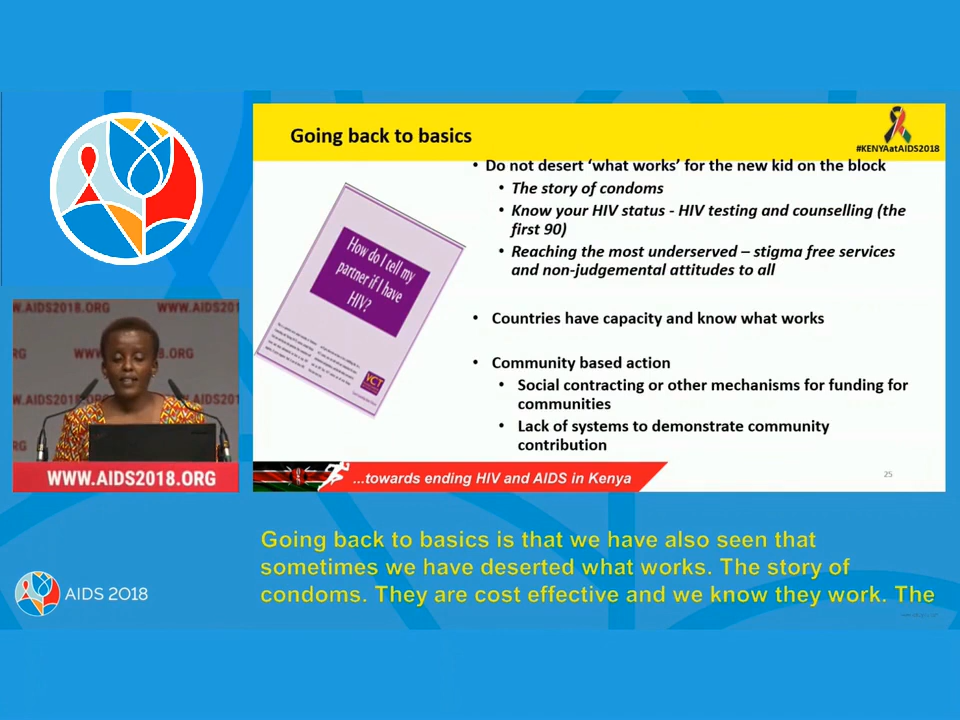 Going back to basics
#KENYAatAIDS2018
• Do not desert ‘what works’ for the new kid on the block
• The story of condoms
• Know your HIV status - HIV testing and counselling (the
first 90)
• Reaching the most underserved – stigma free services
and non-judgemental attitudes to all
• Countries have capacity and know what works
• Community based action
• Social contracting or other mechanisms for funding for
communities
• Lack of systems to demonstrate community
contribution
How do I tell my
partner if I have
HIV?
YCT
...towards ending HIV and AIDS in Kenya
25
W.AIDS2018.ORG
WWW.AIDS201
WWW.
.ORG
W.AIDS2018.
AIDS201
RG
WWW.AIDS2018.ORG
Going back to basics is that we have also seen that
sometimes we have deserted what works. The story of
condoms. They are cost effective and we know they work. The
AIDS 2018